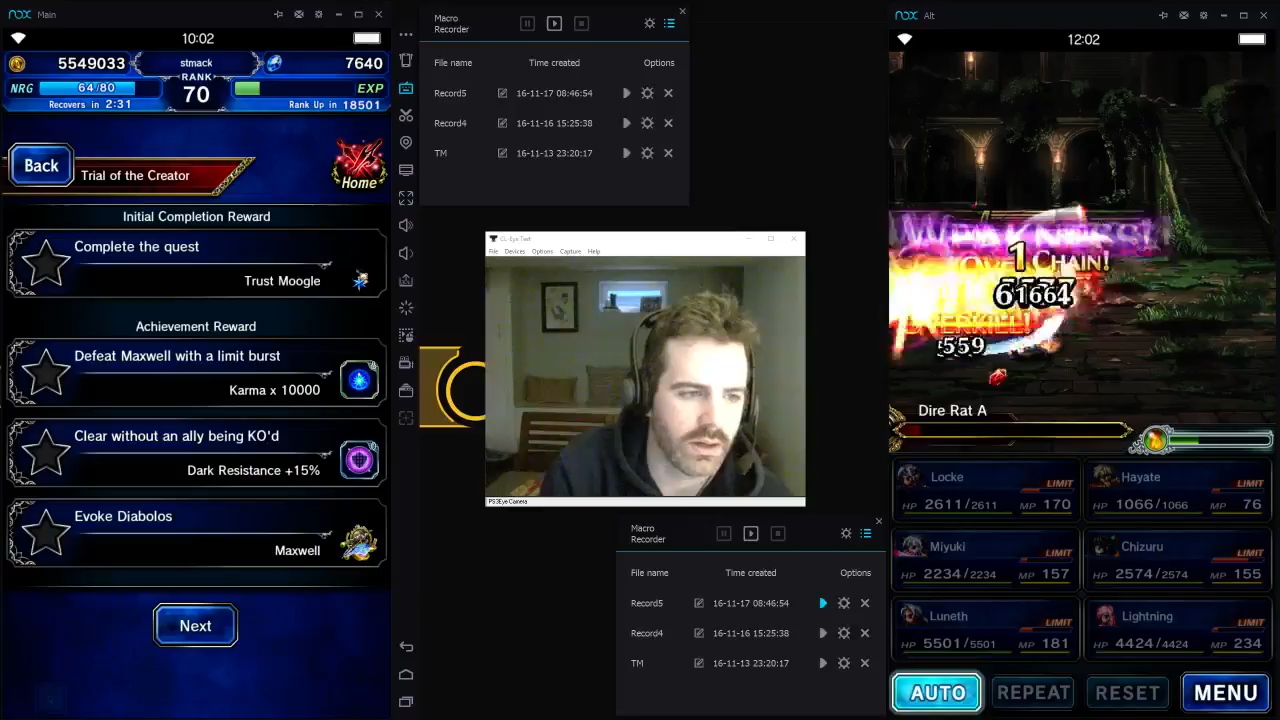 nox Main
10:02
5549033
stmack
7640
RANK
70
NRG 64/80
EXP
Recovers in 2:31
Rank Up in 18501
Back
Trial of the Creator
Home
Initial Completion Reward
Complete the quest
Trust Moogle
Achievement Reward
Defeat Maxwell with a limit burst
Karma x 10000
Clear without an ally being KO'd
Dark Resistance +15%
Evoke Diabolos
Maxwell
Next
Macro
Recorder
File name Time created Options
Record5 16-11-17 08:46:54
Record4 16-11-16 15:25:38
TM 16-11-13 23:20:17
CL-Eye Test
File Devices Options Capture Help
PS3Eye Camera
Macro
Recorder
File name Time created Options
Record5 16-11-17 08:46:54
Record4 16-11-16 15:25:38
TM 16-11-13 23:20:17
nox Alt
12:02
WEAKNESS!
1 CHAIN!
61664
OVERKILL!
559
Dire Rat A
Locke
LIMIT
HP 2611/2611 MP 170
Hayate
LIMIT
HP 1066/1066 MP 76
Miyuki
LIMIT
HP 2234/2234 MP 157
Chizuru
LIMIT
HP 2574/2574 MP 155
Luneth
LIMIT
HP 5501/5501 MP 181
Lightning
LIMIT
HP 4424/4424 MP 234
AUTO
REPEAT
RESET
MENU